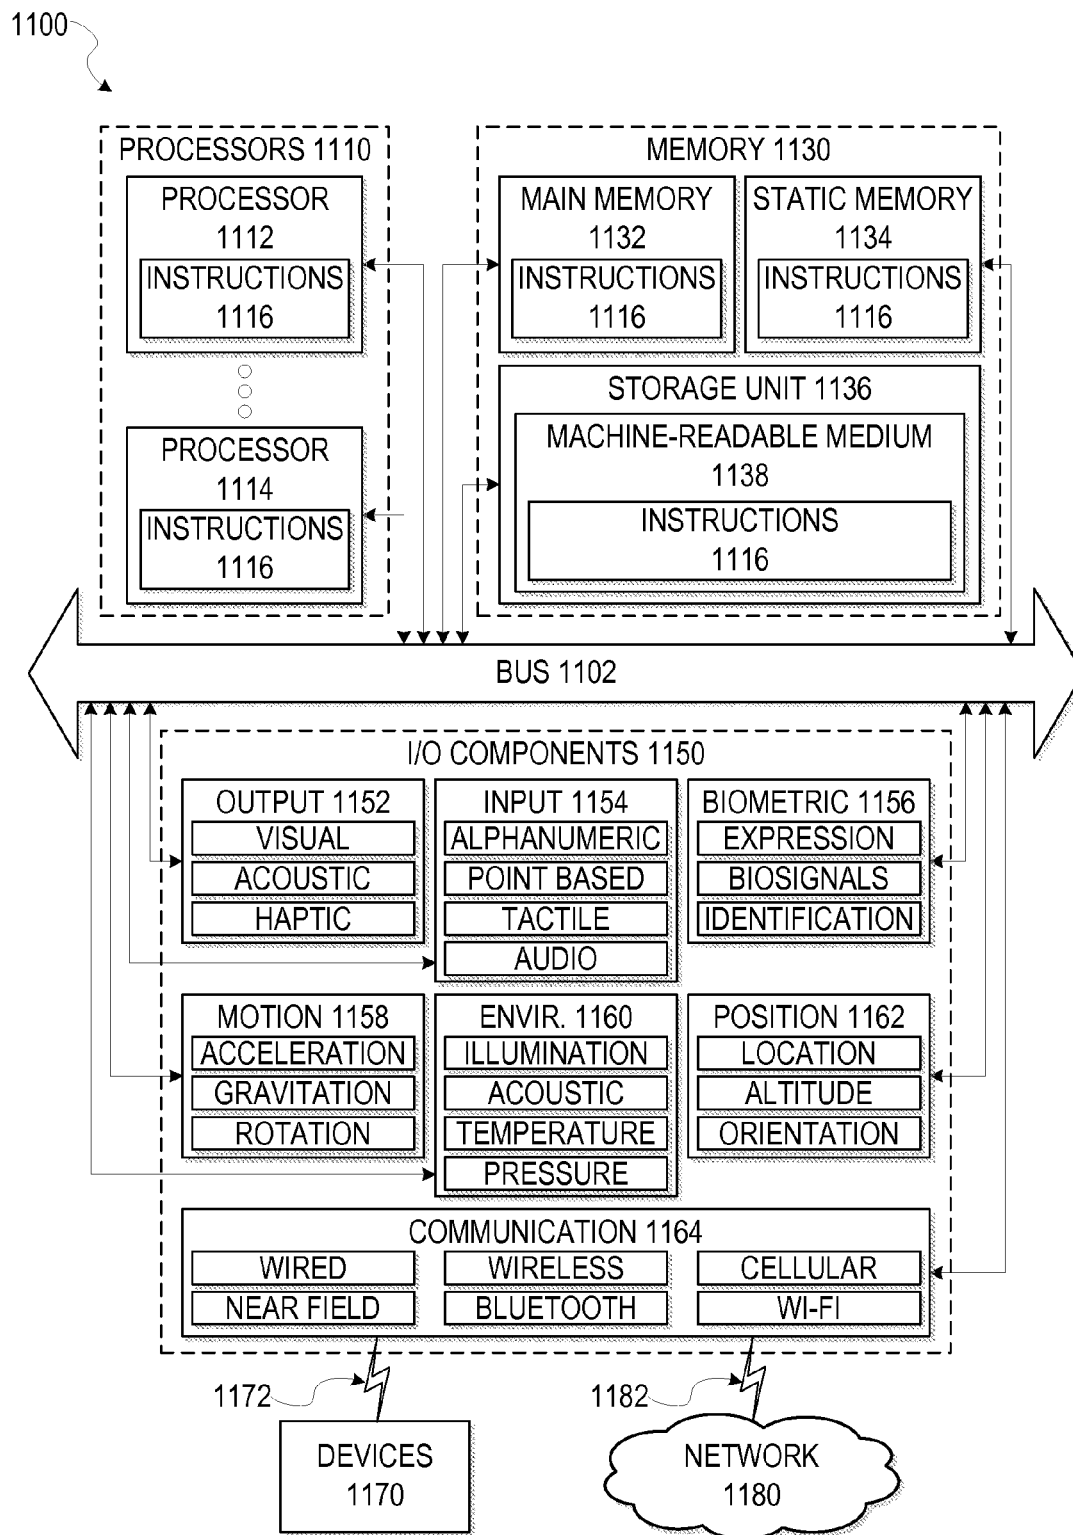 1100
PROCESSORS 1110
PROCESSOR
1112
INSTRUCTIONS
1116
PROCESSOR
1114
INSTRUCTIONS
1116
MEMORY 1130
MAIN MEMORY
1132
INSTRUCTIONS
1116
STATIC MEMORY
1134
INSTRUCTIONS
1116
STORAGE UNIT 1136
MACHINE-READABLE MEDIUM
1138
INSTRUCTIONS
1116
BUS 1102
I/O COMPONENTS 1150
OUTPUT 1152
VISUAL
ACOUSTIC
HAPTIC
INPUT 1154
ALPHANUMERIC
POINT BASED
TACTILE
AUDIO
BIOMETRIC 1156
EXPRESSION
BIOSIGNALS
IDENTIFICATION
MOTION 1158
ACCELERATION
GRAVITATION
ROTATION
ENVIR. 1160
ILLUMINATION
ACOUSTIC
TEMPERATURE
PRESSURE
POSITION 1162
LOCATION
ALTITUDE
ORIENTATION
COMMUNICATION 1164
WIRED
WIRELESS
CELLULAR
NEAR FIELD
BLUETOOTH
WI-FI
1172
1182
DEVICES
1170
NETWORK
1180